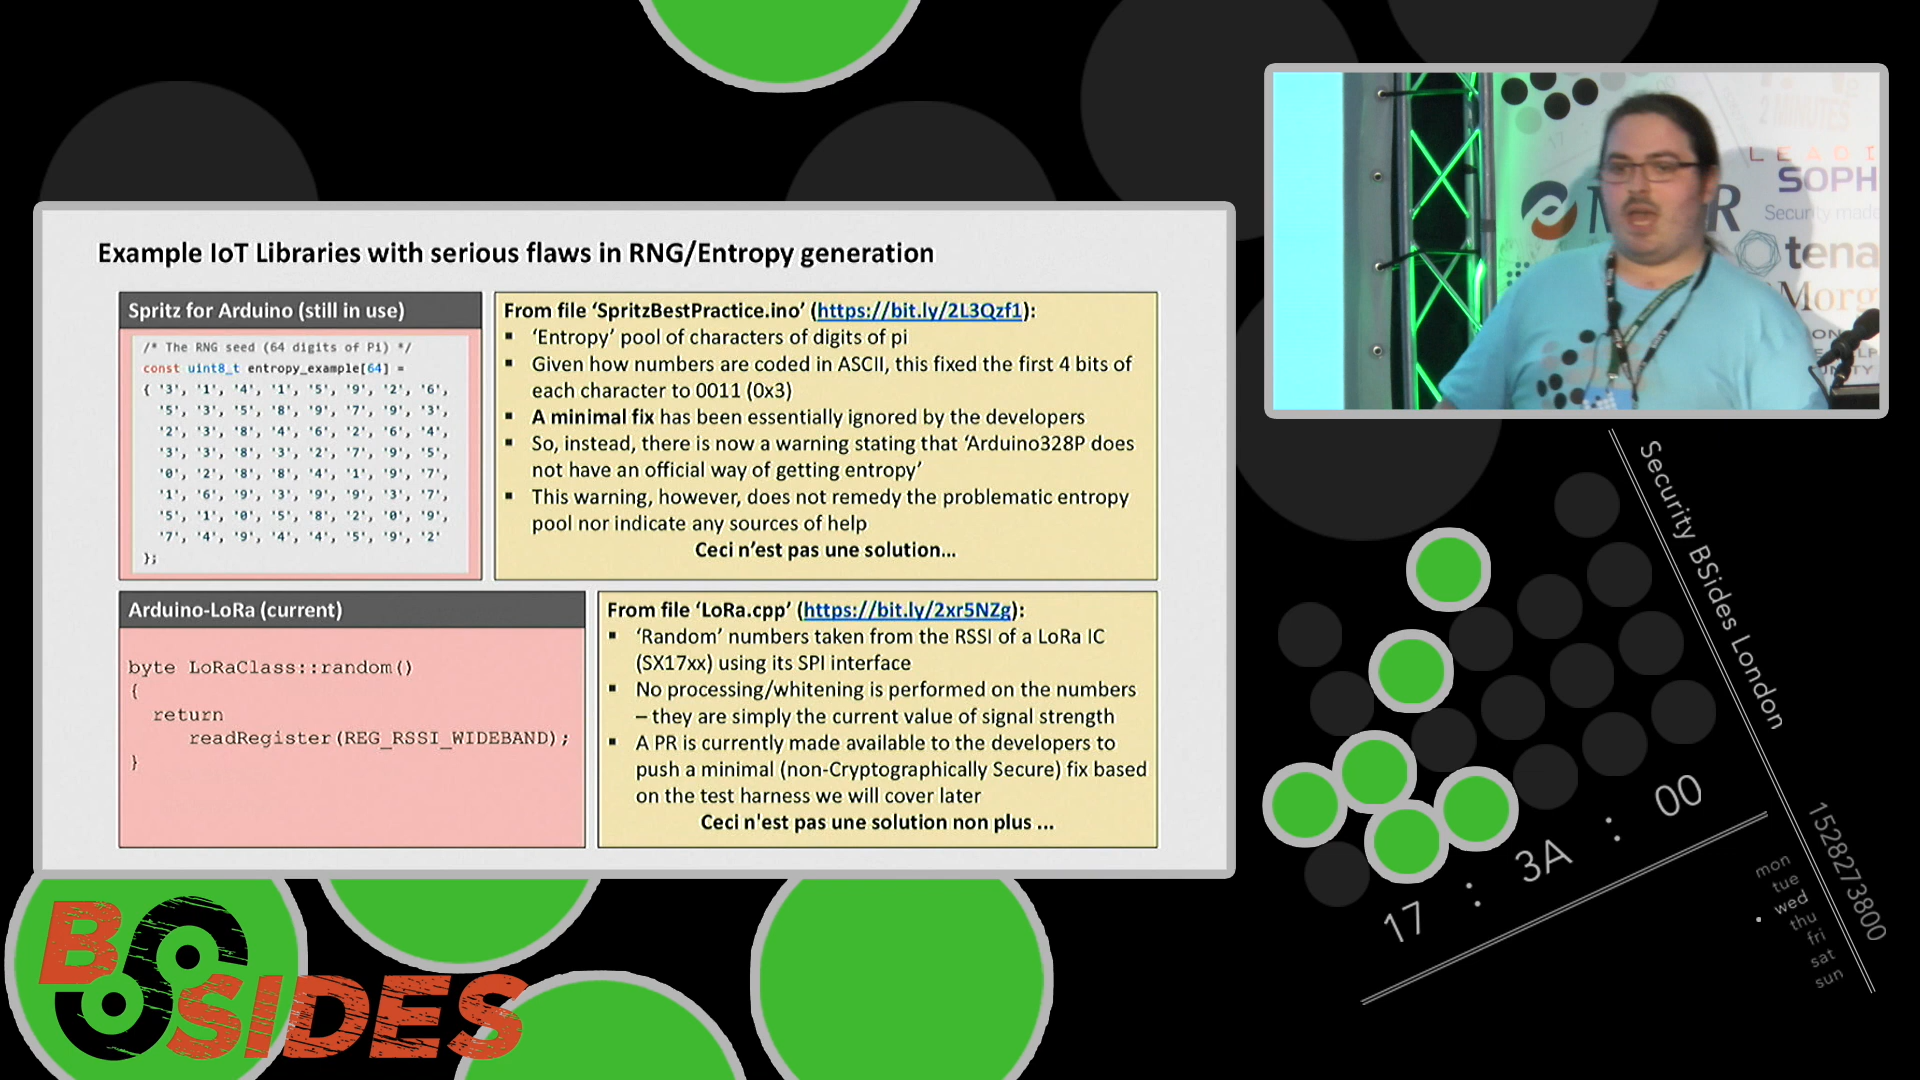 Example IoT Libraries with serious flaws in RNG/Entropy generation
Spritz for Arduino (still in use)
/* The RNG seed (64 digits of Pi) */
const uint8_t entropy_example[64] =
{ '3', '1', '4', '1', '5', '9', '2', '6',
'5', '3', '5', '8', '9', '7', '9', '3',
'2', '3', '8', '4', '6', '2', '6', '4',
'3', '3', '8', '3', '2', '7', '9', '5',
'0', '2', '8', '8', '4', '1', '9', '7',
'1', '6', '9', '3', '9', '9', '3', '7',
'5', '1', '0', '5', '8', '2', '0', '9',
'7', '4', '9', '4', '4', '5', '9', '2'
};
From file ‘SpritzBestPractice.ino’ (https://bit.ly/2L3Qzf1):
▪ ‘Entropy’ pool of characters of digits of pi
▪ Given how numbers are coded in ASCII, this fixed the first 4 bits of
each character to 0011 (0x3)
▪ A minimal fix has been essentially ignored by the developers
▪ So, instead, there is now a warning stating that ‘Arduino328P does
not have an official way of getting entropy’
▪ This warning, however, does not remedy the problematic entropy
pool nor indicate any sources of help
Ceci n’est pas une solution...
Arduino-LoRa (current)
byte LoRaClass::random()
{
return
readRegister(REG_RSSI_WIDEBAND);
}
From file ‘LoRa.cpp’ (https://bit.ly/2xr5NZg):
▪ ‘Random’ numbers taken from the RSSI of a LoRa IC
(SX17xx) using its SPI interface
▪ No processing/whitening is performed on the numbers
– they are simply the current value of signal strength
▪ A PR is currently made available to the developers to
push a minimal (non-Cryptographically Secure) fix based
on the test harness we will cover later
Ceci n'est pas une solution non plus ...
2 MINUTES
LEADI
SOPH
Security made
tena
Morg
Security BSides London
17 : 3A : 00
1528273800
mon
tue
wed
thu
fri
sat
sun
BSIDES